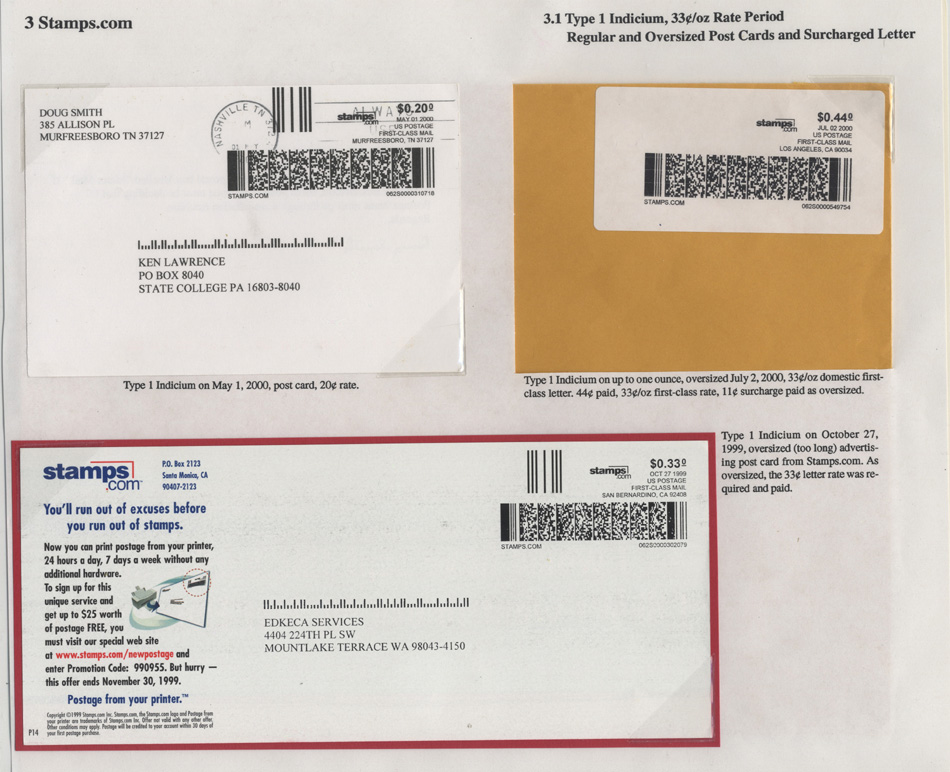 3 Stamps.com
3.1 Type 1 Indicium, 33¢/oz Rate Period
Regular and Oversized Post Cards and Surcharged Letter
DOUG SMITH
385 ALLISON PL
MURFREESBORO TN 37127
NASHVILLE TN 372
stamps.com
$0.20⁰
MAY 01 2000
US POSTAGE
FIRST-CLASS MAIL
MURFREESBORO, TN 37127
STAMPS.COM
062S0000310718
KEN LAWRENCE
PO BOX 8040
STATE COLLEGE PA 16803-8040
Type 1 Indicium on May 1, 2000, post card, 20¢ rate.
stamps.com
$0.44⁰
JUL 02 2000
US POSTAGE
FIRST-CLASS MAIL
LOS ANGELES, CA 90034
STAMPS.COM
062S0000549754
Type 1 Indicium on up to one ounce, oversized July 2, 2000, 33¢/oz domestic first-
class letter. 44¢ paid, 33¢/oz first-class rate, 11¢ surcharge paid as oversized.
stamps.com™
P.O. Box 2123
Santa Monica, CA
90407-2123
You'll run out of excuses before
you run out of stamps.
Now you can print postage from your printer,
24 hours a day, 7 days a week without any
additional hardware.
To sign up for this
unique service and
get up to $25 worth
of postage FREE, you
must visit our special web site
at www.stamps.com/newpostage and
enter Promotion Code: 990955. But hurry —
this offer ends November 30, 1999.
Postage from your printer.™
Copyright ©1999 Stamps.com Inc. Stamps.com, the Stamps.com logo and Postage from
your printer are trademarks of Stamps.com Inc. Offer not valid with any other offer.
Other conditions may apply. Postage will be credited to your account within 30 days of
your first postage purchase.
P14
stamps.com
$0.33⁰
OCT 27 1999
US POSTAGE
FIRST-CLASS MAIL
SAN BERNARDINO, CA 92408
STAMPS.COM
062S0000302079
EDKECA SERVICES
4404 224TH PL SW
MOUNTLAKE TERRACE WA 98043-4150
Type 1 Indicium on October 27,
1999, oversized (too long) advertis-
ing post card from Stamps.com. As
oversized, the 33¢ letter rate was re-
quired and paid.